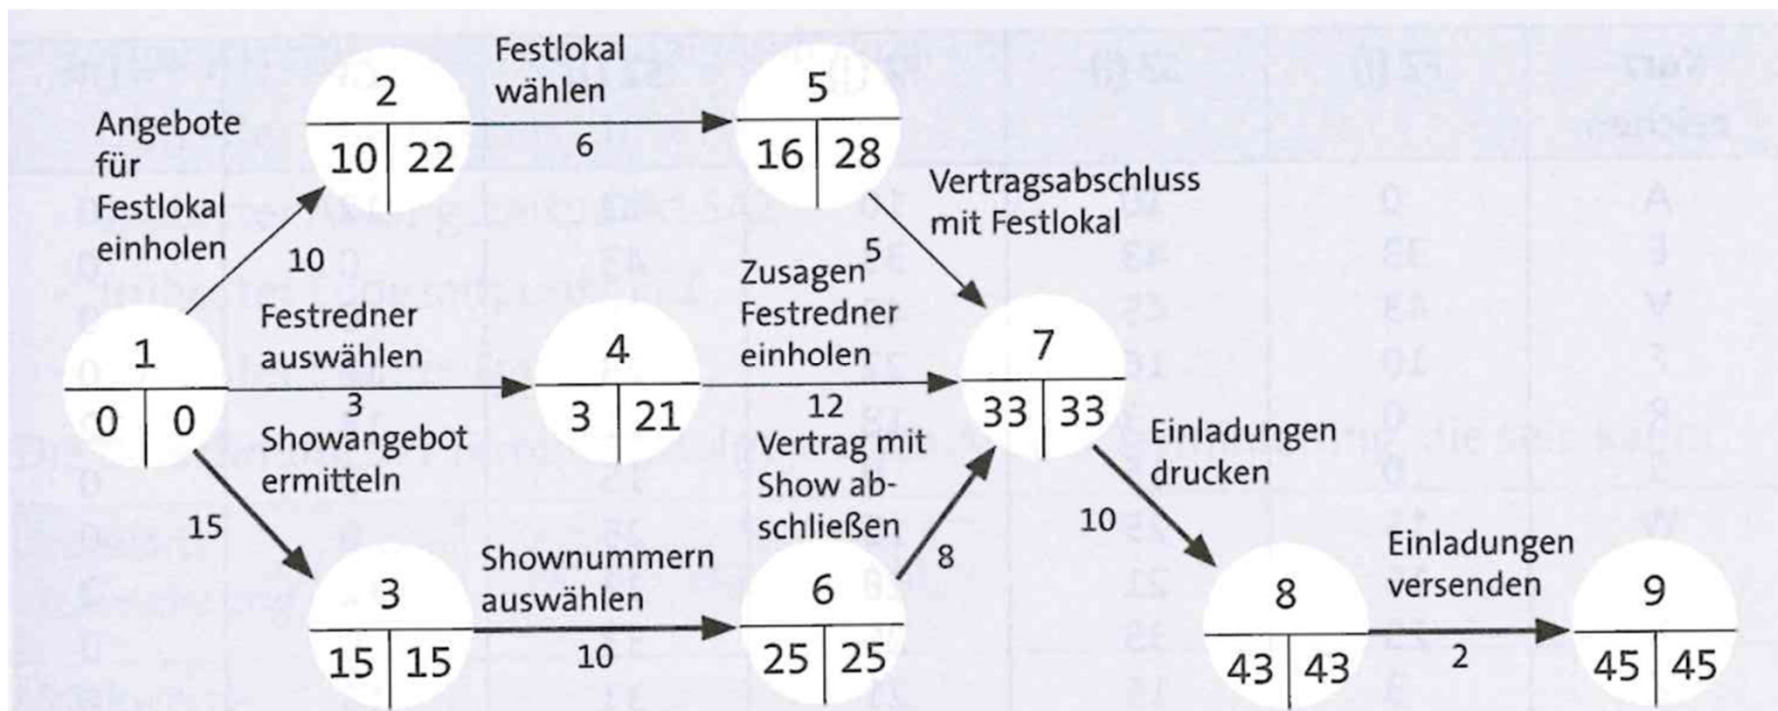 Angebote
für
Festlokal
einholen
10
2
10 22
Festlokal
wählen
6
5
16 28
Vertragsabschluss
mit Festlokal
5
1
0 0
Festredner
auswählen
3
4
3 21
Zusagen
Festredner
einholen
12
7
33 33
Showangebot
ermitteln
15
3
15 15
Shownummern
auswählen
10
6
25 25
Vertrag mit
Show ab-
schließen
8
Einladungen
drucken
10
8
43 43
Einladungen
versenden
2
9
45 45